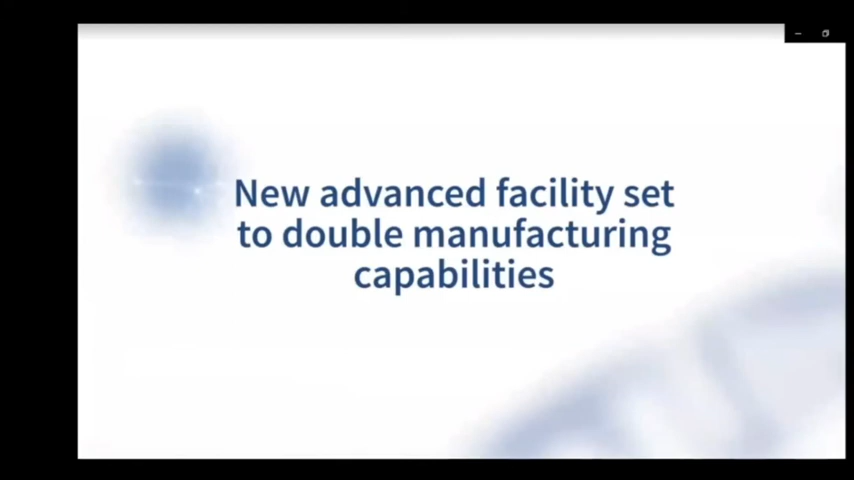 New advanced facility set
to double manufacturing
capabilities